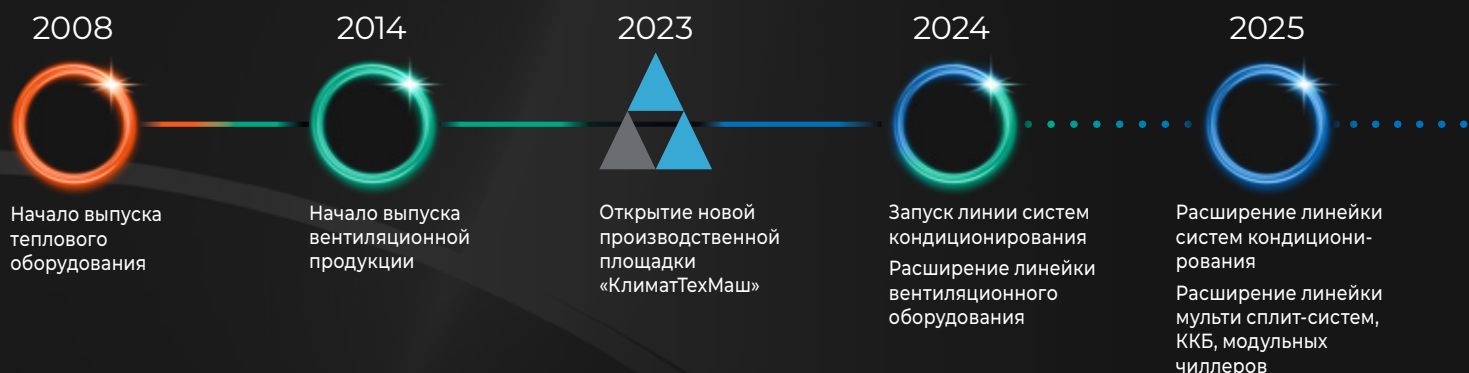 2008
Начало выпуска
теплового
оборудования
2014
Начало выпуска
вентиляционной
продукции
2023
Открытие новой
производственной
площадки
«КлиматТехМаш»
2024
Запуск линии систем
кондиционирования
Расширение линейки
вентиляционного
оборудования
2025
Расширение линейки
систем кондициони-
рования
Расширение линейки
мульти сплит-систем,
ККБ, модульных
чиллеров